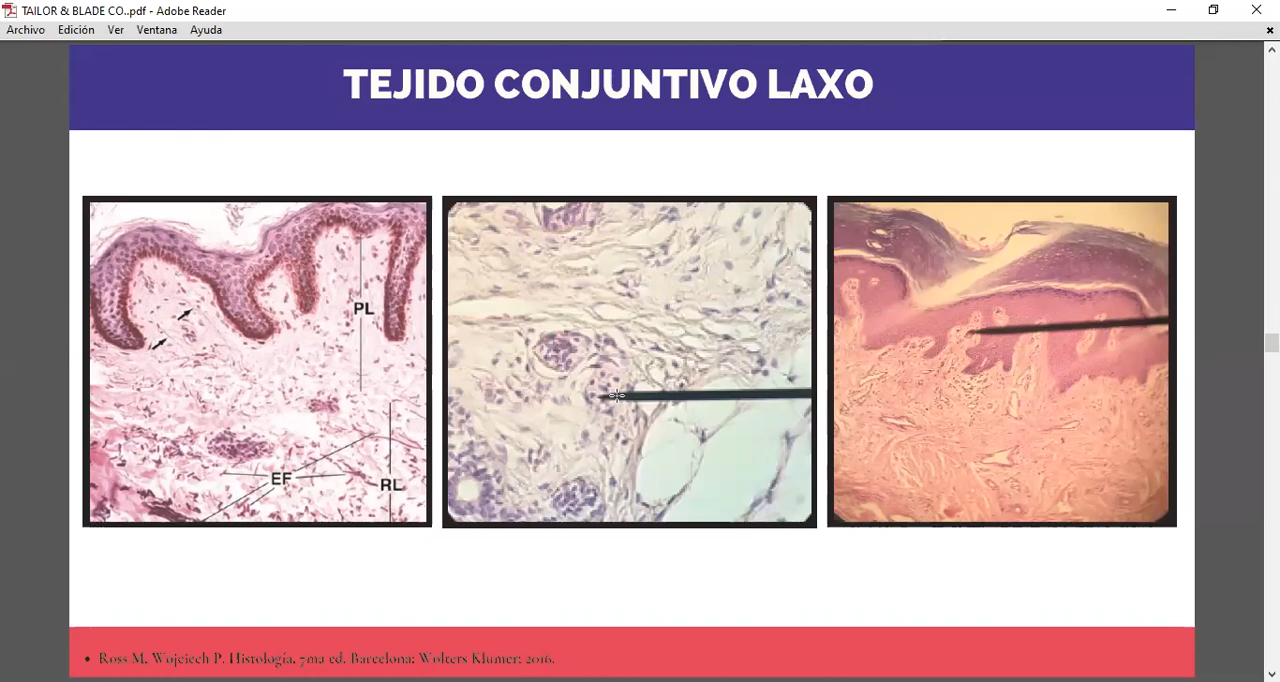 TAILOR & BLADE CO..pdf - Adobe Reader
Archivo Edición Ver Ventana Ayuda
TEJIDO CONJUNTIVO LAXO
PL
EF
RL
• Ross M, Wojciech P. Histología. 7ma ed. Barcelona: Wolters Klumer; 2016.